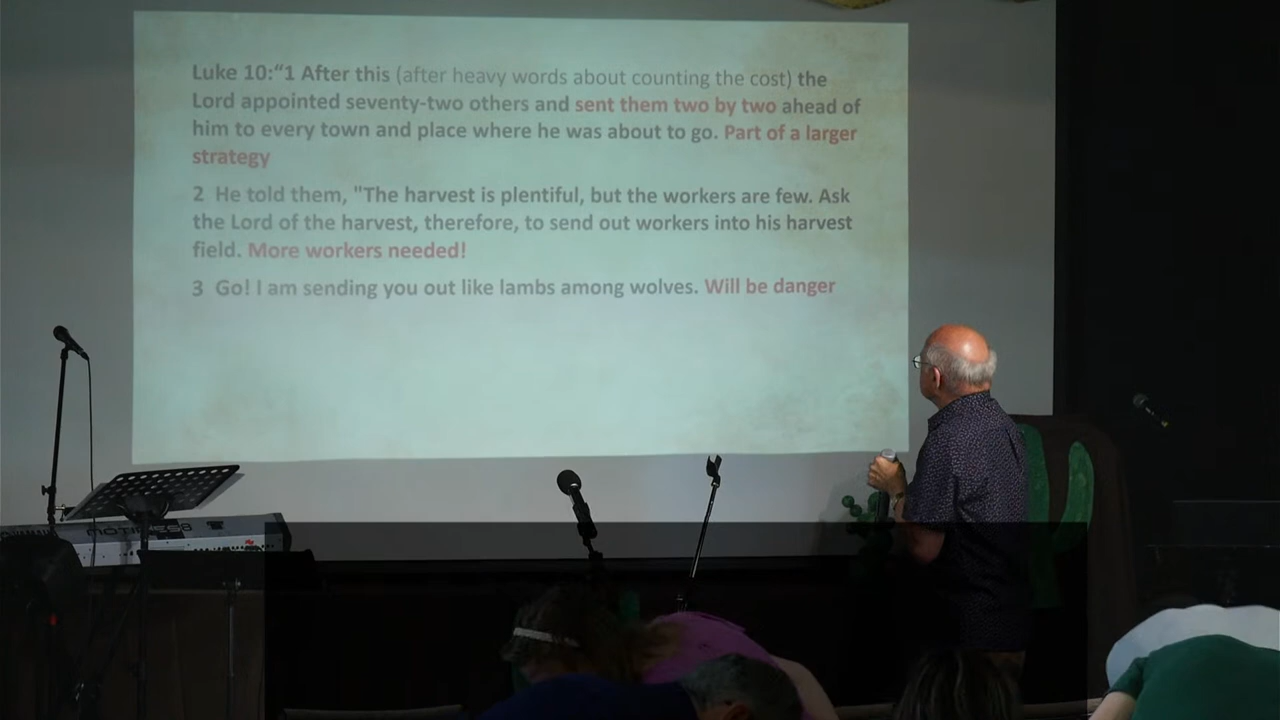 Luke 10:“1 After this (after heavy words about counting the cost) the
Lord appointed seventy-two others and sent them two by two ahead of
him to every town and place where he was about to go. Part of a larger
strategy
2 He told them, "The harvest is plentiful, but the workers are few. Ask
the Lord of the harvest, therefore, to send out workers into his harvest
field. More workers needed!
3 Go! I am sending you out like lambs among wolves. Will be danger